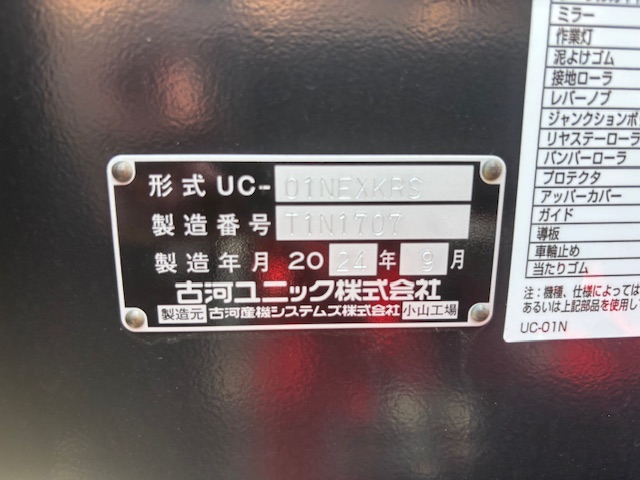 形式 UC- 01NEXKRS
製造番号 T1N1707
製造年月 2024年 9月
古河ユニック株式会社
製造元 古河産機システムズ株式会社 小山工場
ミラー
作業灯
泥よけゴム
接地ローラ
レバーノブ
ジャンクションボ
リヤステーローラ
バンパーローラ
プロテクタ
アッパーカバー
ガイド
導板
車輪止め
当たりゴム
注：機種、仕様によっては
あるいは上記部品を使用し
UC-01N